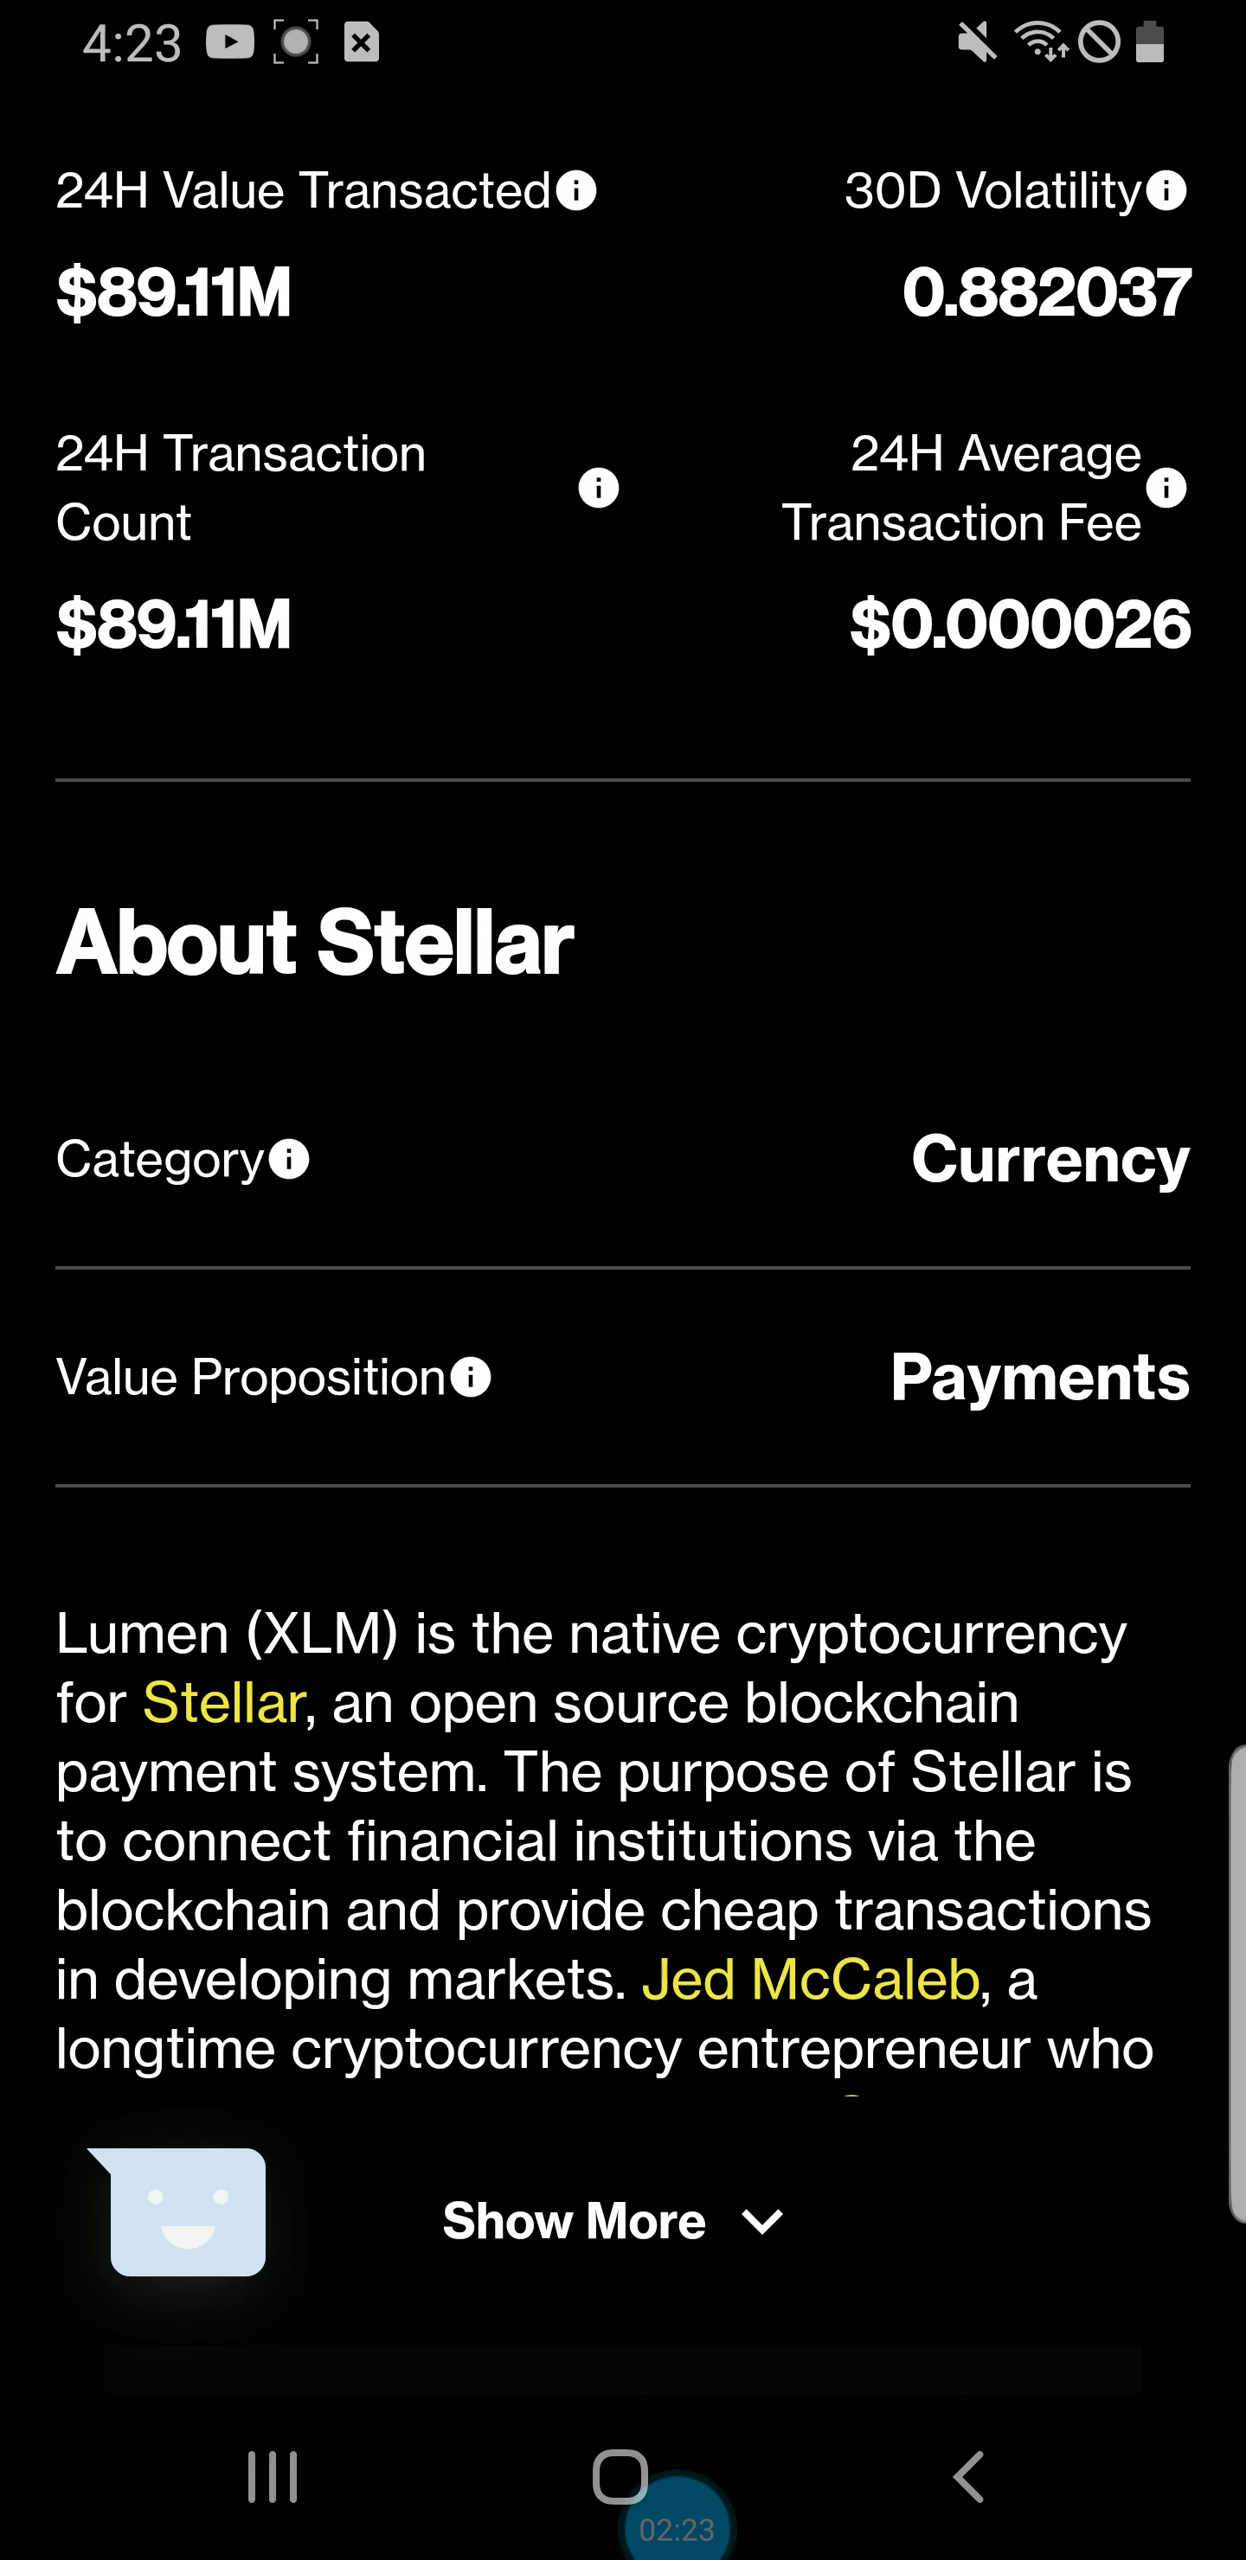 4:23
24H Value Transacted
30D Volatility
$89.11M
0.882037
24H Transaction
Count
24H Average
Transaction Fee
$89.11M
$0.000026
About Stellar
Category
Currency
Value Proposition
Payments
Lumen (XLM) is the native cryptocurrency
for Stellar, an open source blockchain
payment system. The purpose of Stellar is
to connect financial institutions via the
blockchain and provide cheap transactions
in developing markets. Jed McCaleb, a
longtime cryptocurrency entrepreneur who
Show More
02:23